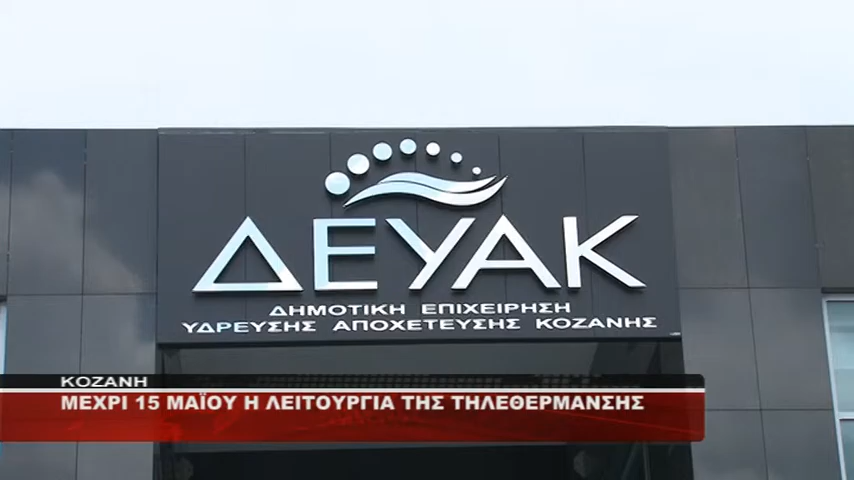 ΔΕΥΑΚ
ΔΗΜΟΤΙΚΗ ΕΠΙΧΕΙΡΗΣΗ
ΥΔΡΕΥΣΗΣ ΑΠΟΧΕΤΕΥΣΗΣ ΚΟΖΑΝΗΣ
ΚΟΖΑΝΗ
ΜΕΧΡΙ 15 ΜΑΪΟΥ Η ΛΕΙΤΟΥΡΓΙΑ ΤΗΣ ΤΗΛΕΘΕΡΜΑΝΣΗΣ